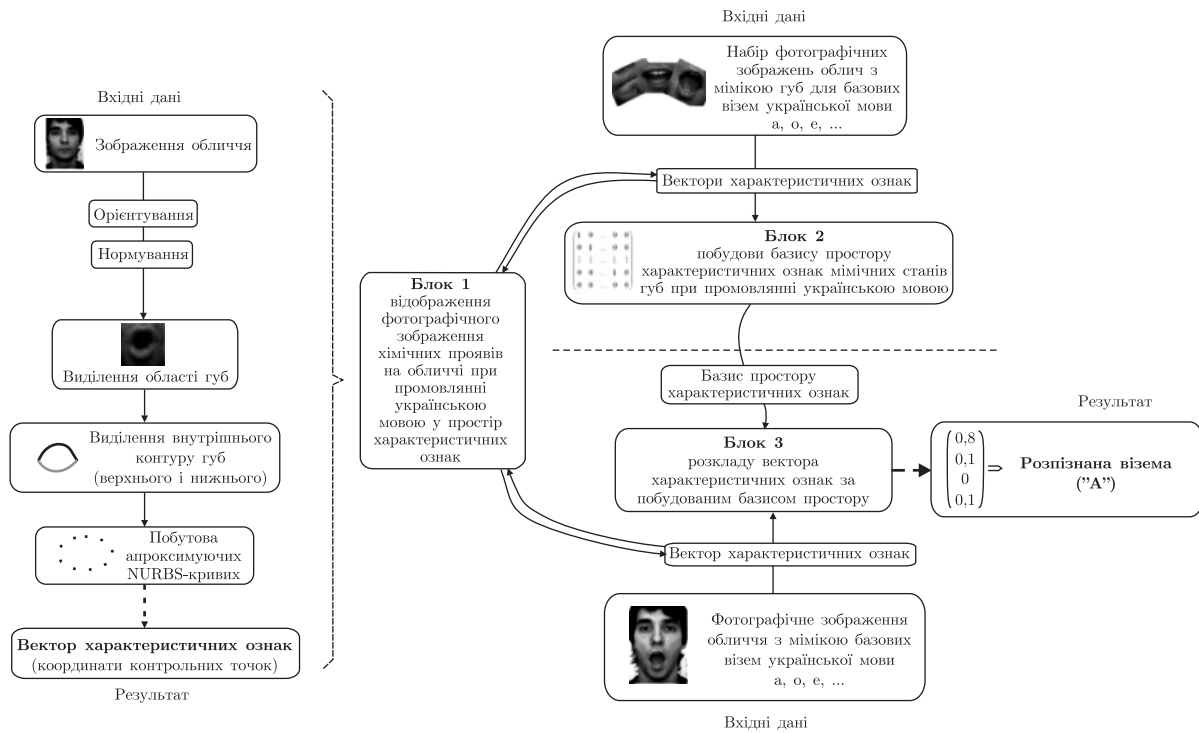 Вхідні дані
Зображення обличчя
Орієнтування
Нормування
Виділення області губ
Виділення внутрішнього
контуру губ
(верхнього і нижнього)
Побутова
апроксимуючих
NURBS-кривих
Вектор характеристичних ознак
(координати контрольних точок)
Результат
Блок 1
відображення
фотографічного
зображення
хімічних проявів
на обличчі при
промовлянні
українською
мовою у простір
характеристичних
ознак
Вхідні дані
Набір фотографічних
зображень облич з
мімікою губ для базових
візем української мови
а, о, е, ...
Вектори характеристичних ознак
Блок 2
побудови базису простору
характеристичних ознак мімічних станів
губ при промовлянні українською мовою
Базис простору
характеристичних ознак
Блок 3
розкладу вектора
характеристичних ознак за
побудованим базисом простору
Вектор характеристичних ознак
Фотографічне зображення
обличчя з мімікою базових
візем української мови
а, о, е, ...
Вхідні дані
Результат
0,8
0,1
0
0,1
⇒
Розпізнана візема
("А")